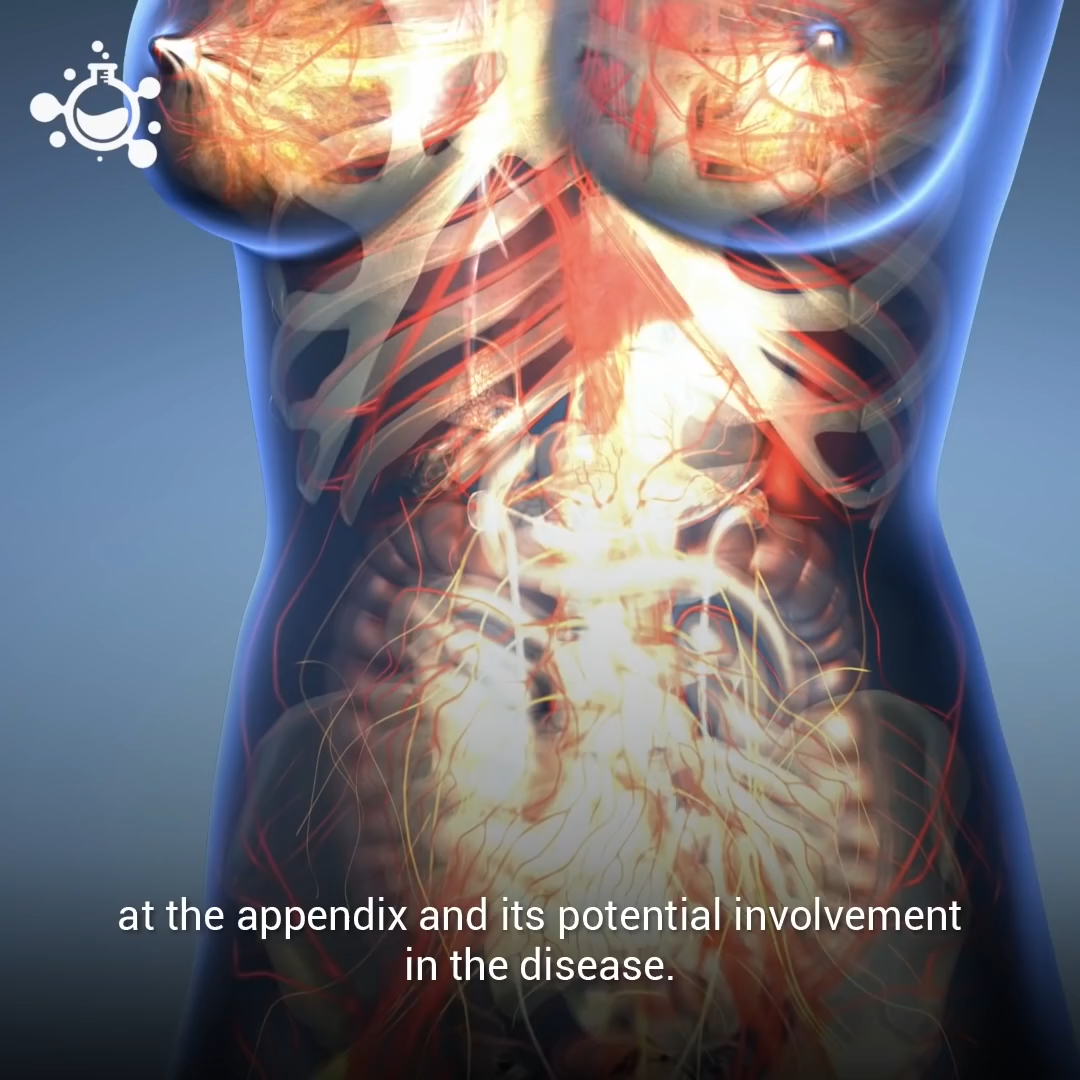 at the appendix and its potential involvement
in the disease.